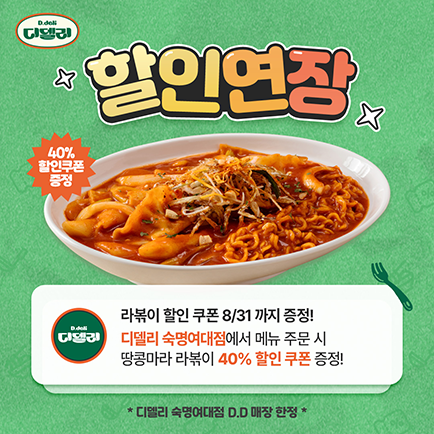 D.deli
디델리
할인연장
40%
할인쿠폰
증정
라볶이 할인 쿠폰 8/31 까지 증정!
D.deli
디델리
디델리 숙명여대점에서 메뉴 주문 시
땅콩마라 라볶이 40% 할인 쿠폰 증정!
* 디델리 숙명여대점 D.D 매장 한정 *